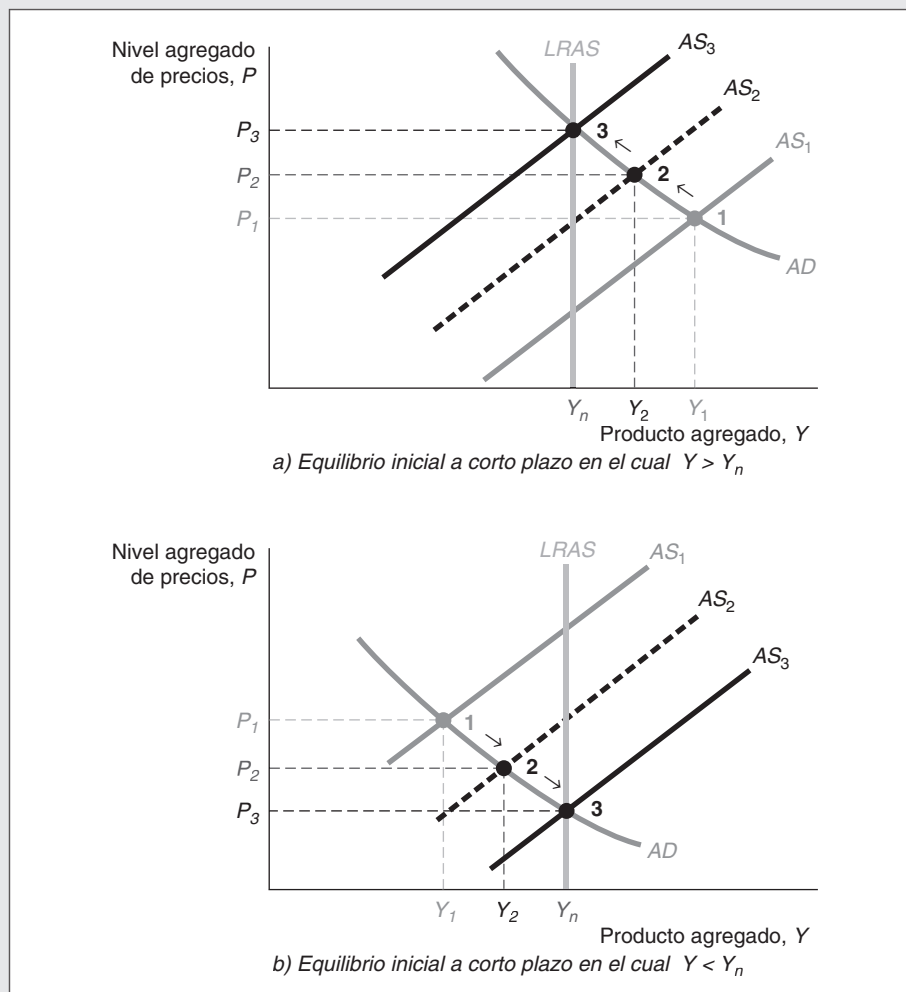 Nivel agregado
de precios, P
LRAS
AS3
AS2
AS1
P3
P2
P1
3
2
1
AD
Yn
Y2
Y1
Producto agregado, Y
a) Equilibrio inicial a corto plazo en el cual Y > Yn
Nivel agregado
de precios, P
LRAS
AS1
AS2
AS3
P1
P2
P3
1
2
3
AD
Y1
Y2
Yn
Producto agregado, Y
b) Equilibrio inicial a corto plazo en el cual Y < Yn